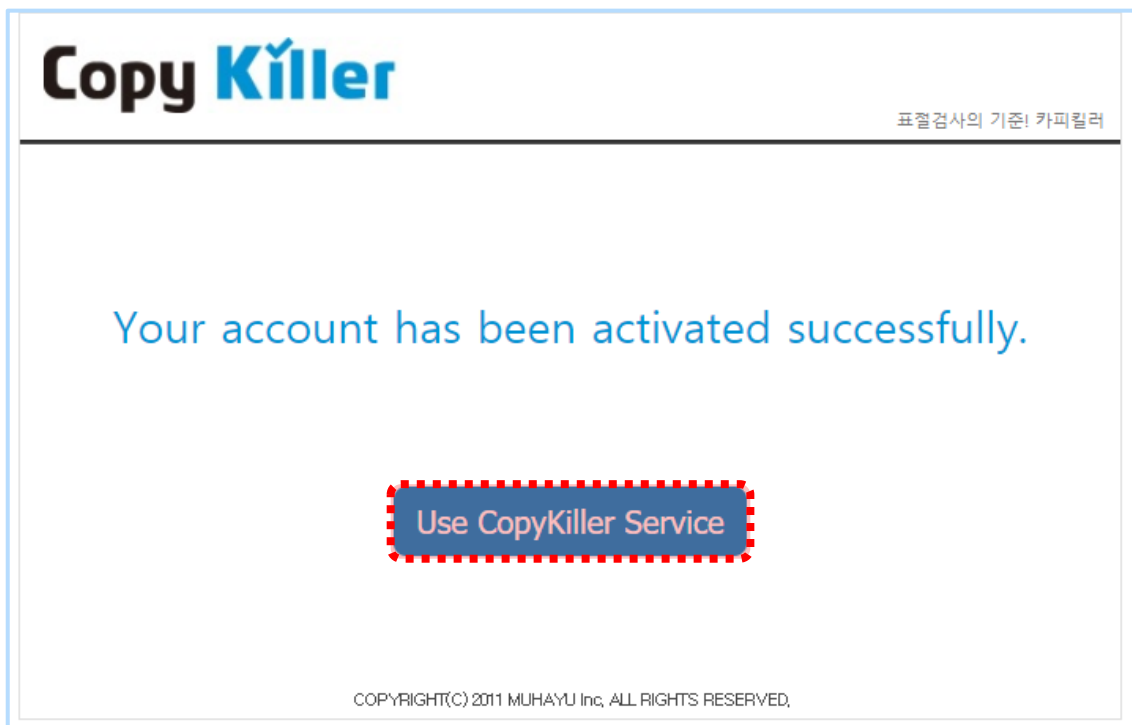 Copy Killer
표절검사의 기준! 카피킬러
Your account has been activated successfully.
Use CopyKiller Service
COPYRIGHT(C) 2011 MUHAYU Inc, ALL RIGHTS RESERVED,